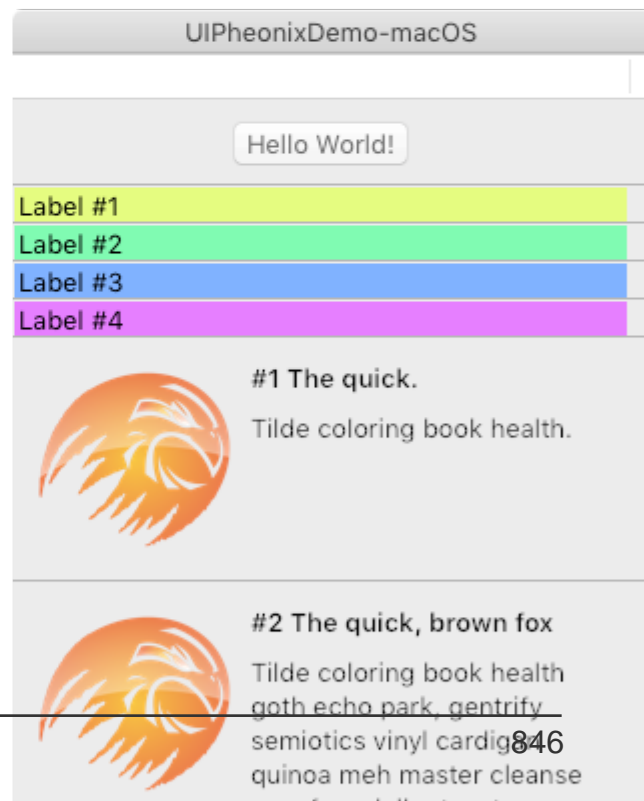 UIPheonixDemo-macOS
Hello World!
Label #1
Label #2
Label #3
Label #4
#1 The quick.
Tilde coloring book health.
#2 The quick, brown fox
Tilde coloring book health
goth echo park, gentrify
semiotics vinyl cardigan
846
quinoa meh master cleanse